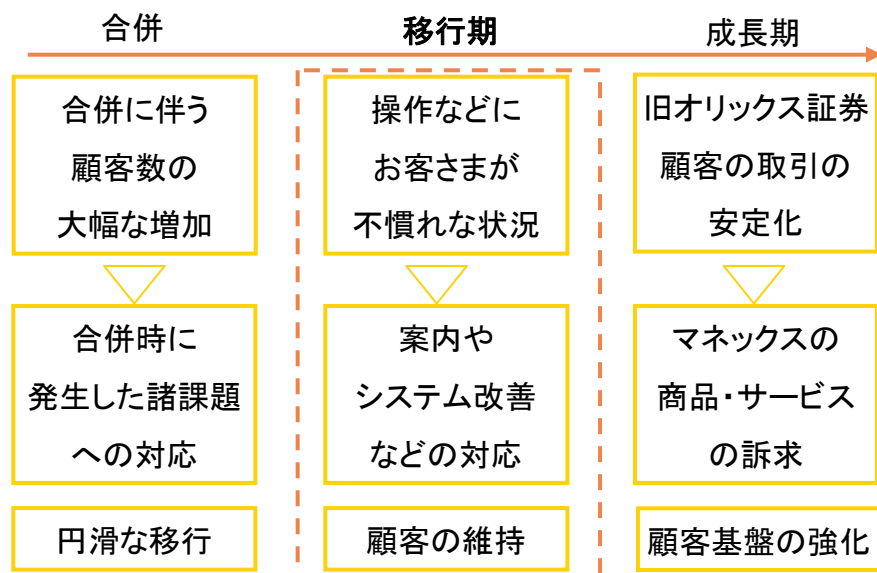 合併
移行期
成長期
合併に伴う
顧客数の
大幅な増加
操作などに
お客さまが
不慣れな状況
旧オリックス証券
顧客の取引の
安定化
合併時に
発生した諸課題
への対応
案内や
システム改善
などの対応
マネックスの
商品・サービス
の訴求
円滑な移行
顧客の維持
顧客基盤の強化